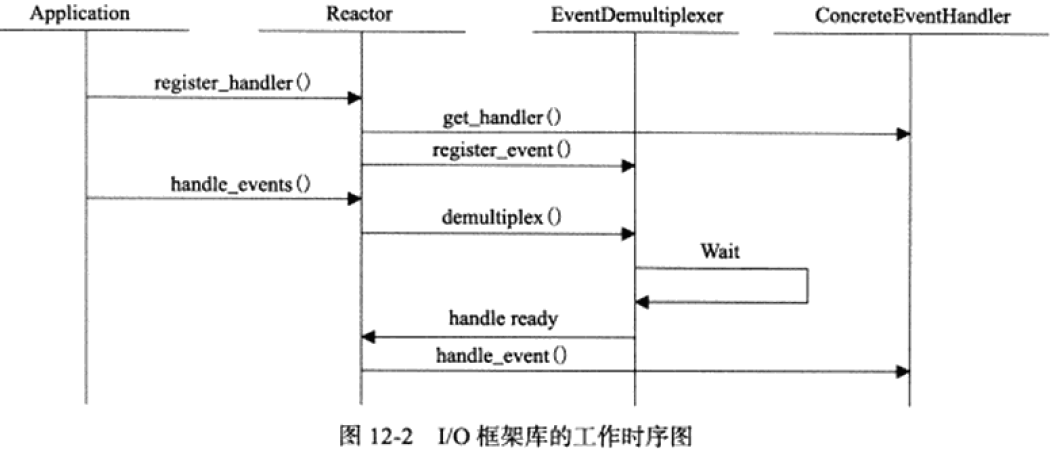 Application Reactor EventDemultiplexer ConcreteEventHandler
register_handler()
get_handler()
register_event()
handle_events()
demultiplex()
Wait
handle ready
handle_event()
图 12-2 I/O 框架库的工作时序图